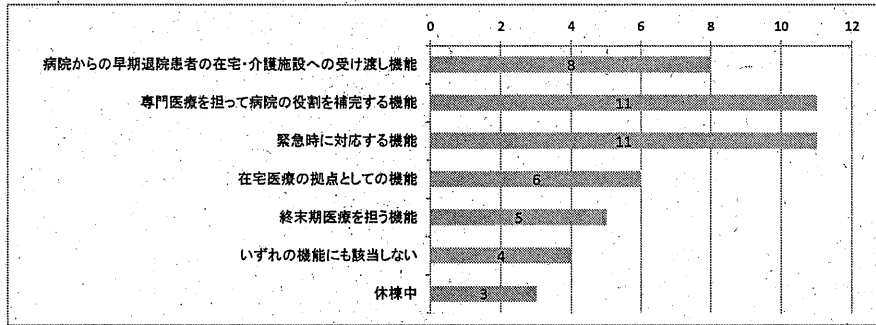 0 2 4 6 8 10 12
病院からの早期退院患者の在宅・介護施設への受け渡し機能 8
専門医療を担って病院の役割を補完する機能 11
緊急時に対応する機能 11
在宅医療の拠点としての機能 6
終末期医療を担う機能 5
いずれの機能にも該当しない 4
休棟中 3